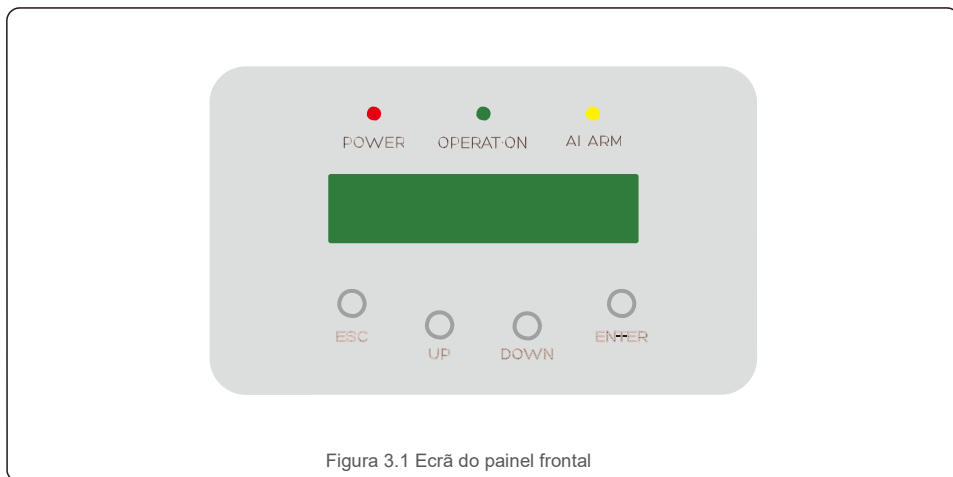 POWER OPERATION ALARM
ESC ENTER
UP DOWN
Figura 3.1 Ecrã do painel frontal